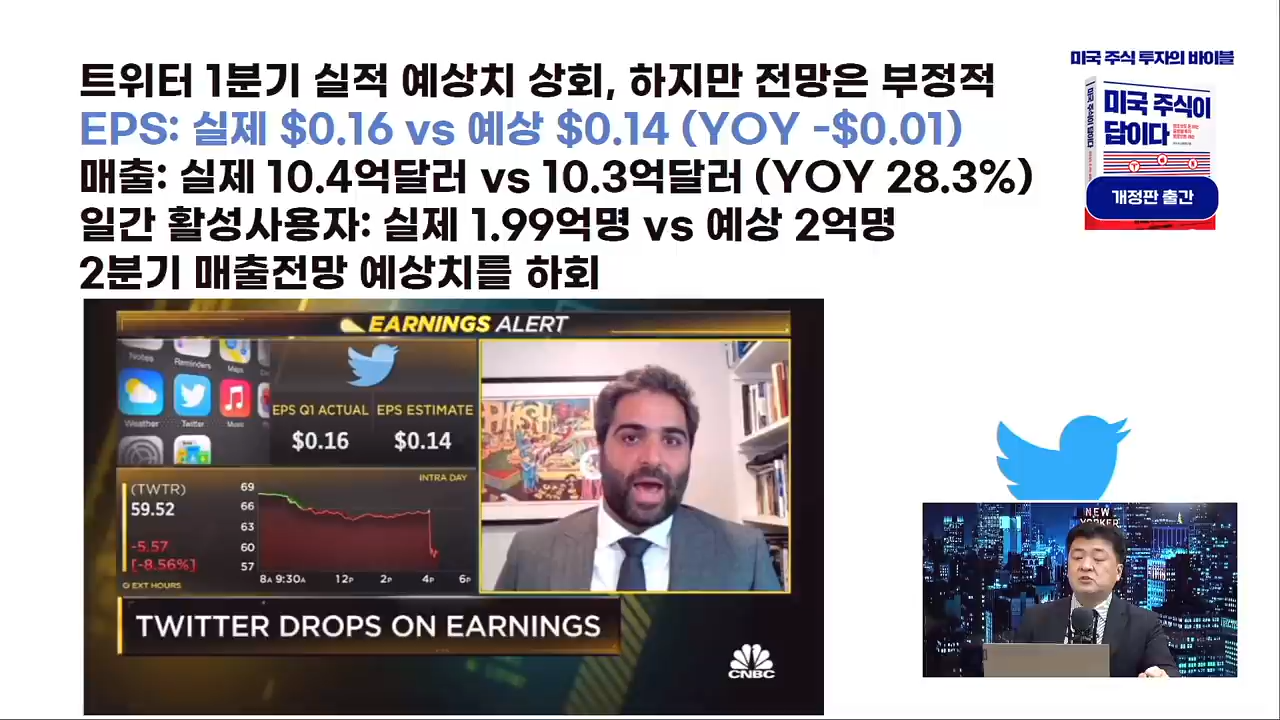 트위터 1분기 실적 예상치 상회, 하지만 전망은 부정적
EPS: 실제 $0.16 vs 예상 $0.14 (YOY -$0.01)
매출: 실제 10.4억달러 vs 10.3억달러 (YOY 28.3%)
일간 활성사용자: 실제 1.99억명 vs 예상 2억명
2분기 매출전망 예상치를 하회
미국 주식 투자의 바이블
미국 주식이
답이다
개정판 출간
EARNINGS ALERT
Notes
Reminders
Maps
Weather
Twitter
Music
EPS Q1 ACTUAL
EPS ESTIMATE
$0.16
$0.14
(TWTR)
59.52
-5.57
[-8.56%]
EXT HOURS
INTRA DAY
69
66
63
60
57
8A 9:30A 12P 2P 4P 6P
PHISH
TWITTER DROPS ON EARNINGS
CNBC
NEW
YORKER